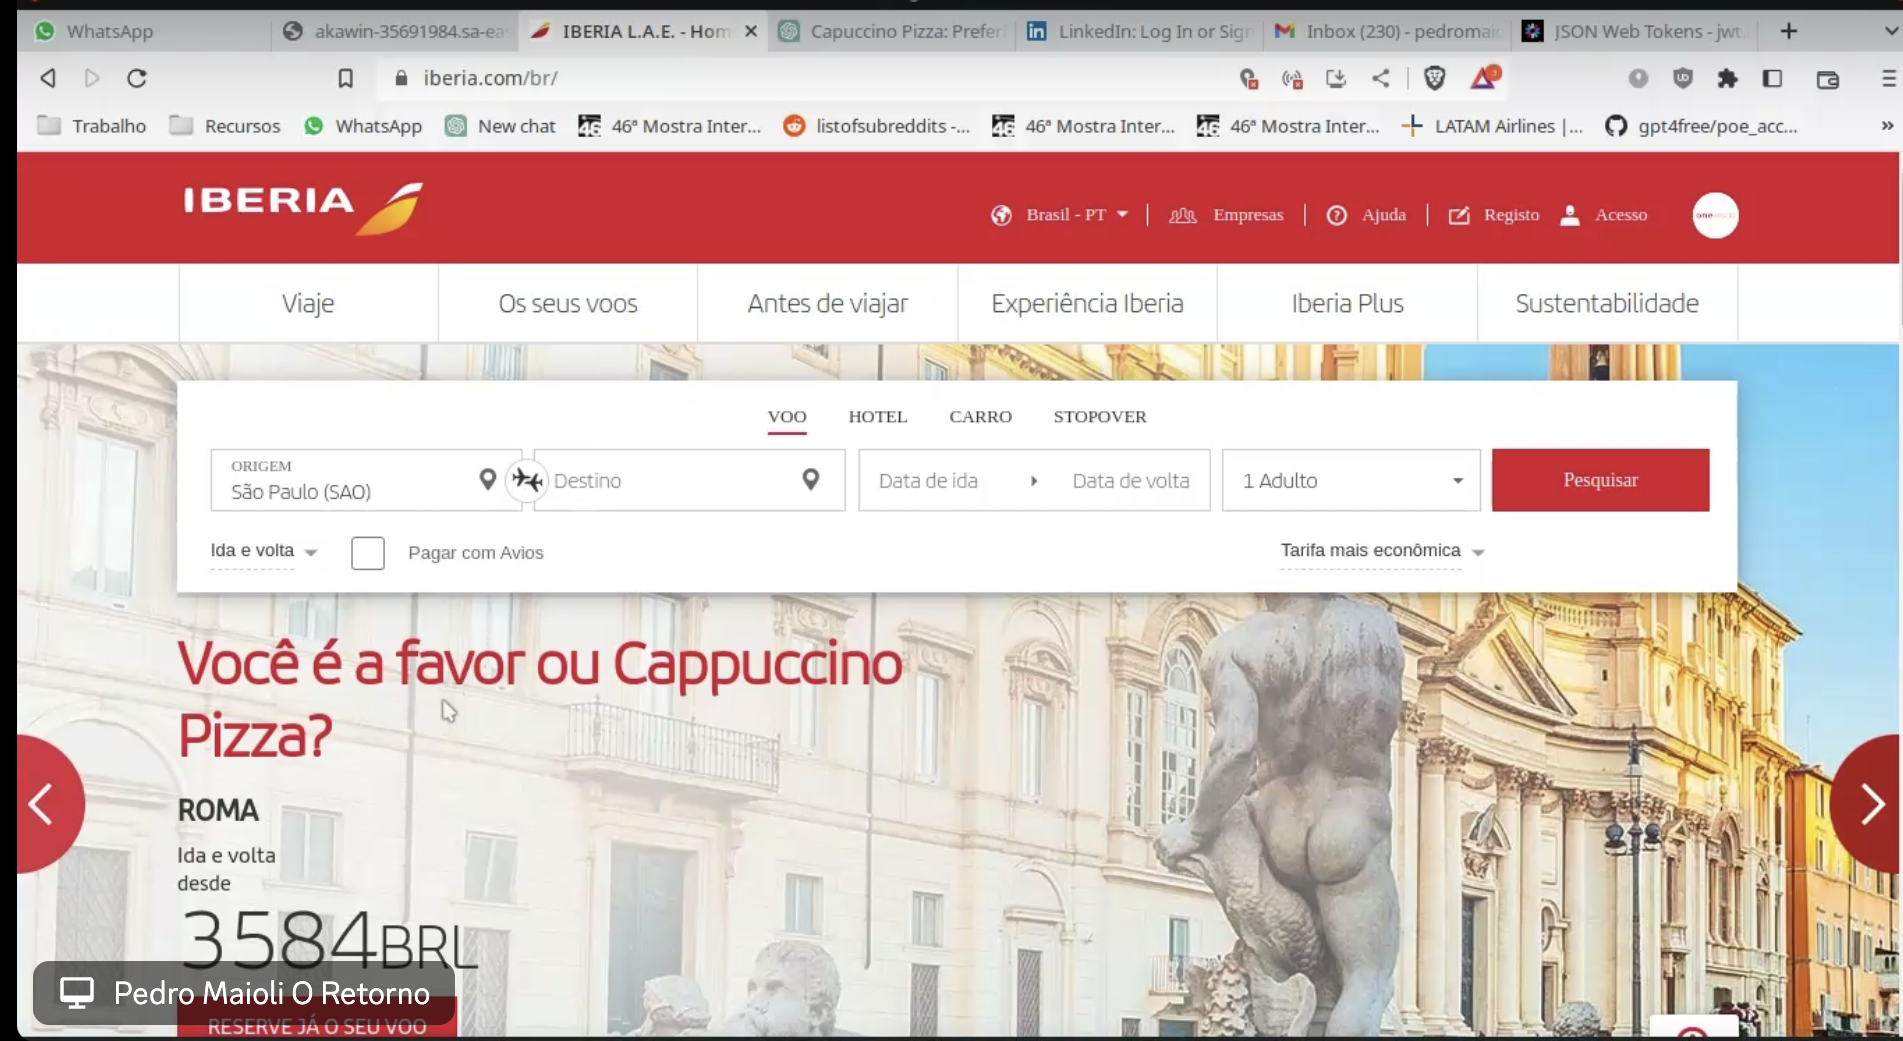 WhatsApp
akawin-35691984.sa-eas
IBERIA L.A.E. - Hom
Capuccino Pizza: Prefer
LinkedIn: Log In or Sign
Inbox (230) - pedromaio
JSON Web Tokens - jwt.
iberia.com/br/
Trabalho
Recursos
WhatsApp
New chat
46ª Mostra Inter...
listofsubreddits -...
46ª Mostra Inter...
46ª Mostra Inter...
LATAM Airlines |...
gpt4free/poe_acc...
IBERIA
Brasil - PT
Empresas
Ajuda
Registo
Acesso
Viaje
Os seus voos
Antes de viajar
Experiência Iberia
Iberia Plus
Sustentabilidade
VOO
HOTEL
CARRO
STOPOVER
ORIGEM
São Paulo (SAO)
Destino
Data de ida
Data de volta
1 Adulto
Pesquisar
Ida e volta
Pagar com Avios
Tarifa mais econômica
Você é a favor ou Cappuccino
Pizza?
ROMA
Ida e volta
desde
3584BRL
Pedro Maioli O Retorno
RESERVE JÁ O SEU VOO